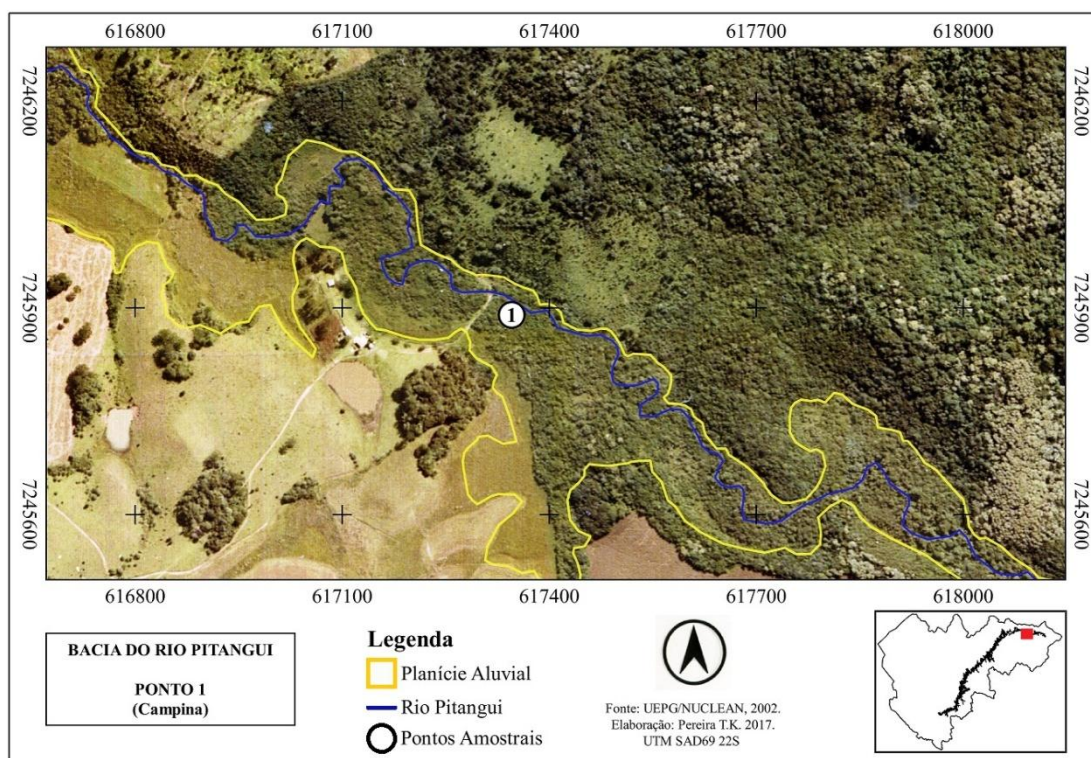 616800 617100 617400 617700 618000
7246200 7246200
7245900 7245900
1
7245600 7245600
616800 617100 617400 617700 618000
BACIA DO RIO PITANGUI
PONTO 1
(Campina)
Legenda
Planície Aluvial
Rio Pitangui
Pontos Amostrais
Fonte: UEPG/NUCLEAN, 2002.
Elaboração: Pereira T.K. 2017.
UTM SAD69 22S